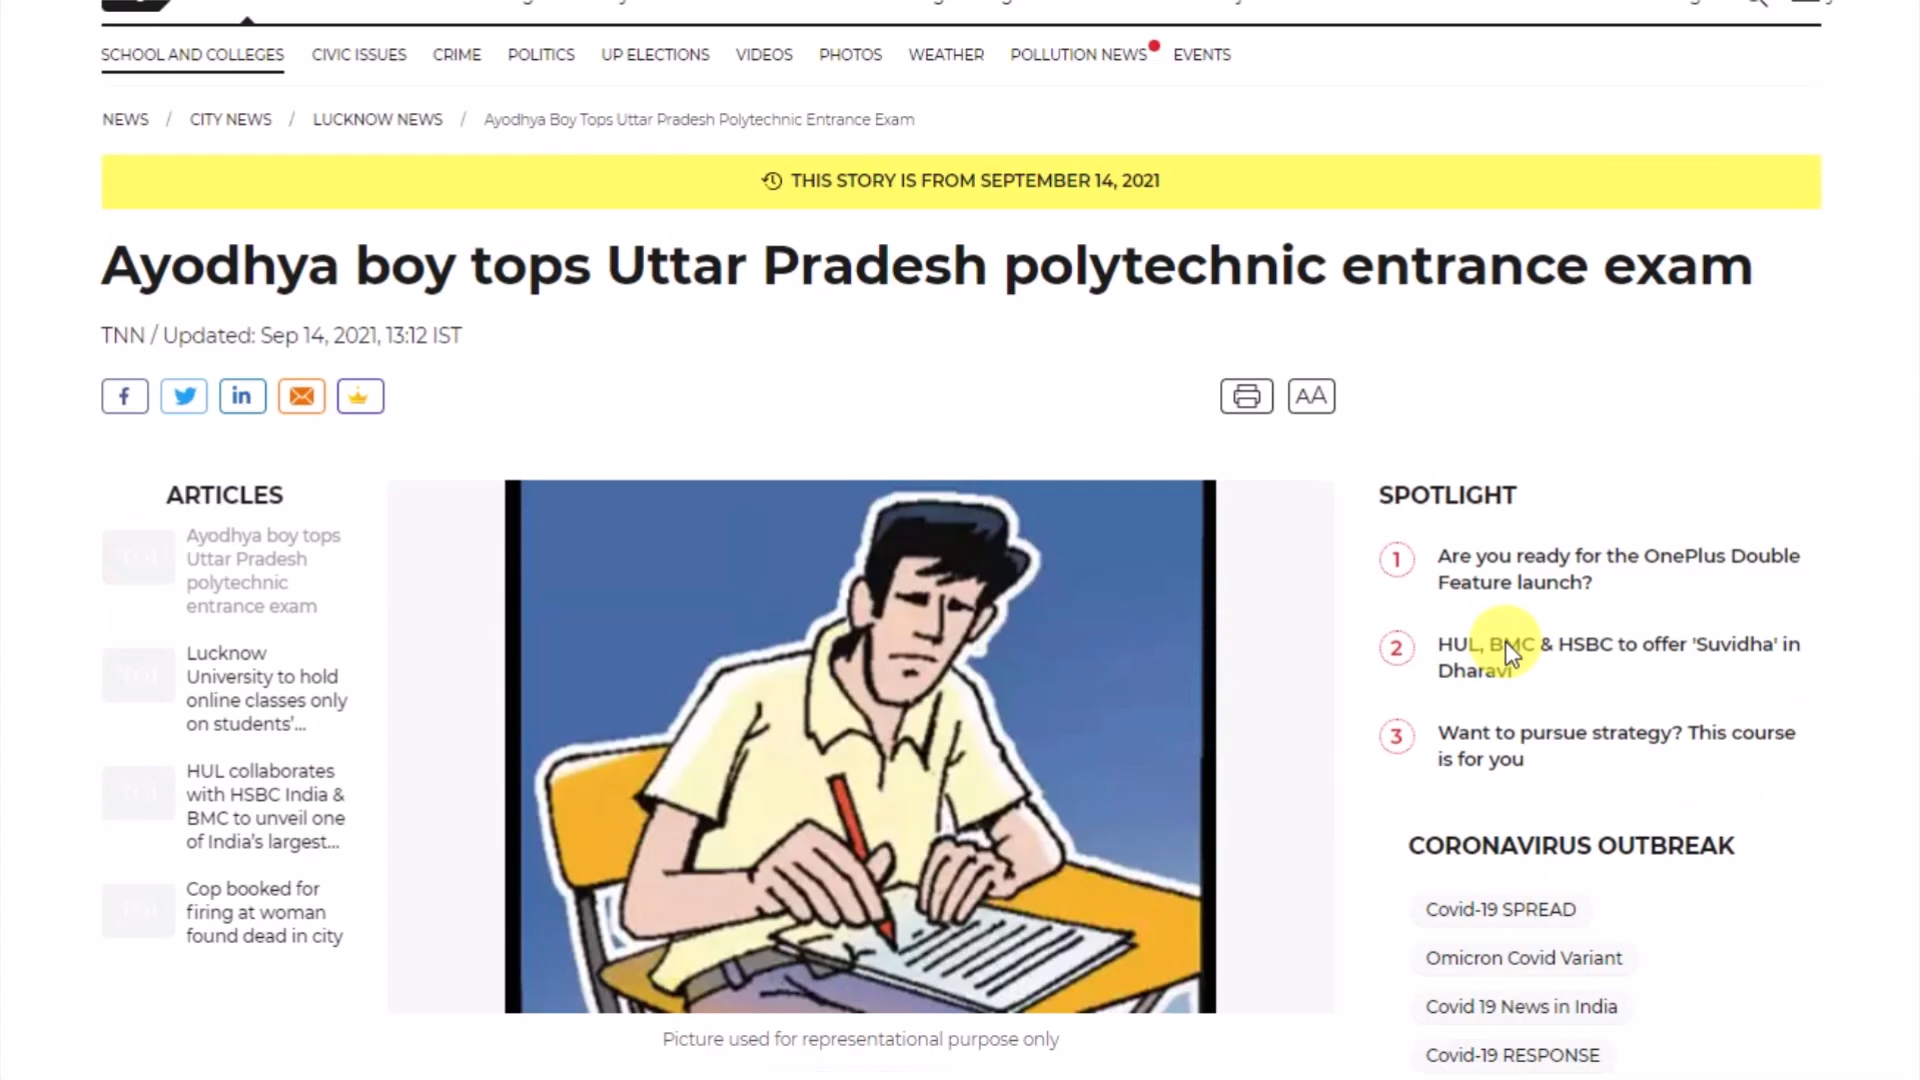 SCHOOL AND COLLEGES CIVIC ISSUES CRIME POLITICS UP ELECTIONS VIDEOS PHOTOS WEATHER POLLUTION NEWS EVENTS
NEWS / CITY NEWS / LUCKNOW NEWS / Ayodhya Boy Tops Uttar Pradesh Polytechnic Entrance Exam
THIS STORY IS FROM SEPTEMBER 14, 2021
Ayodhya boy tops Uttar Pradesh polytechnic entrance exam
TNN / Updated: Sep 14, 2021, 13:12 IST
f in AA
ARTICLES
Ayodhya boy tops
Uttar Pradesh
polytechnic
entrance exam
Lucknow
University to hold
online classes only
on students'...
HUL collaborates
with HSBC India &
BMC to unveil one
of India's largest...
Cop booked for
firing at woman
found dead in city
Picture used for representational purpose only
SPOTLIGHT
1 Are you ready for the OnePlus Double
Feature launch?
2 HUL, BMC & HSBC to offer 'Suvidha' in
Dharavi
3 Want to pursue strategy? This course
is for you
CORONAVIRUS OUTBREAK
Covid-19 SPREAD
Omicron Covid Variant
Covid 19 News in India
Covid-19 RESPONSE